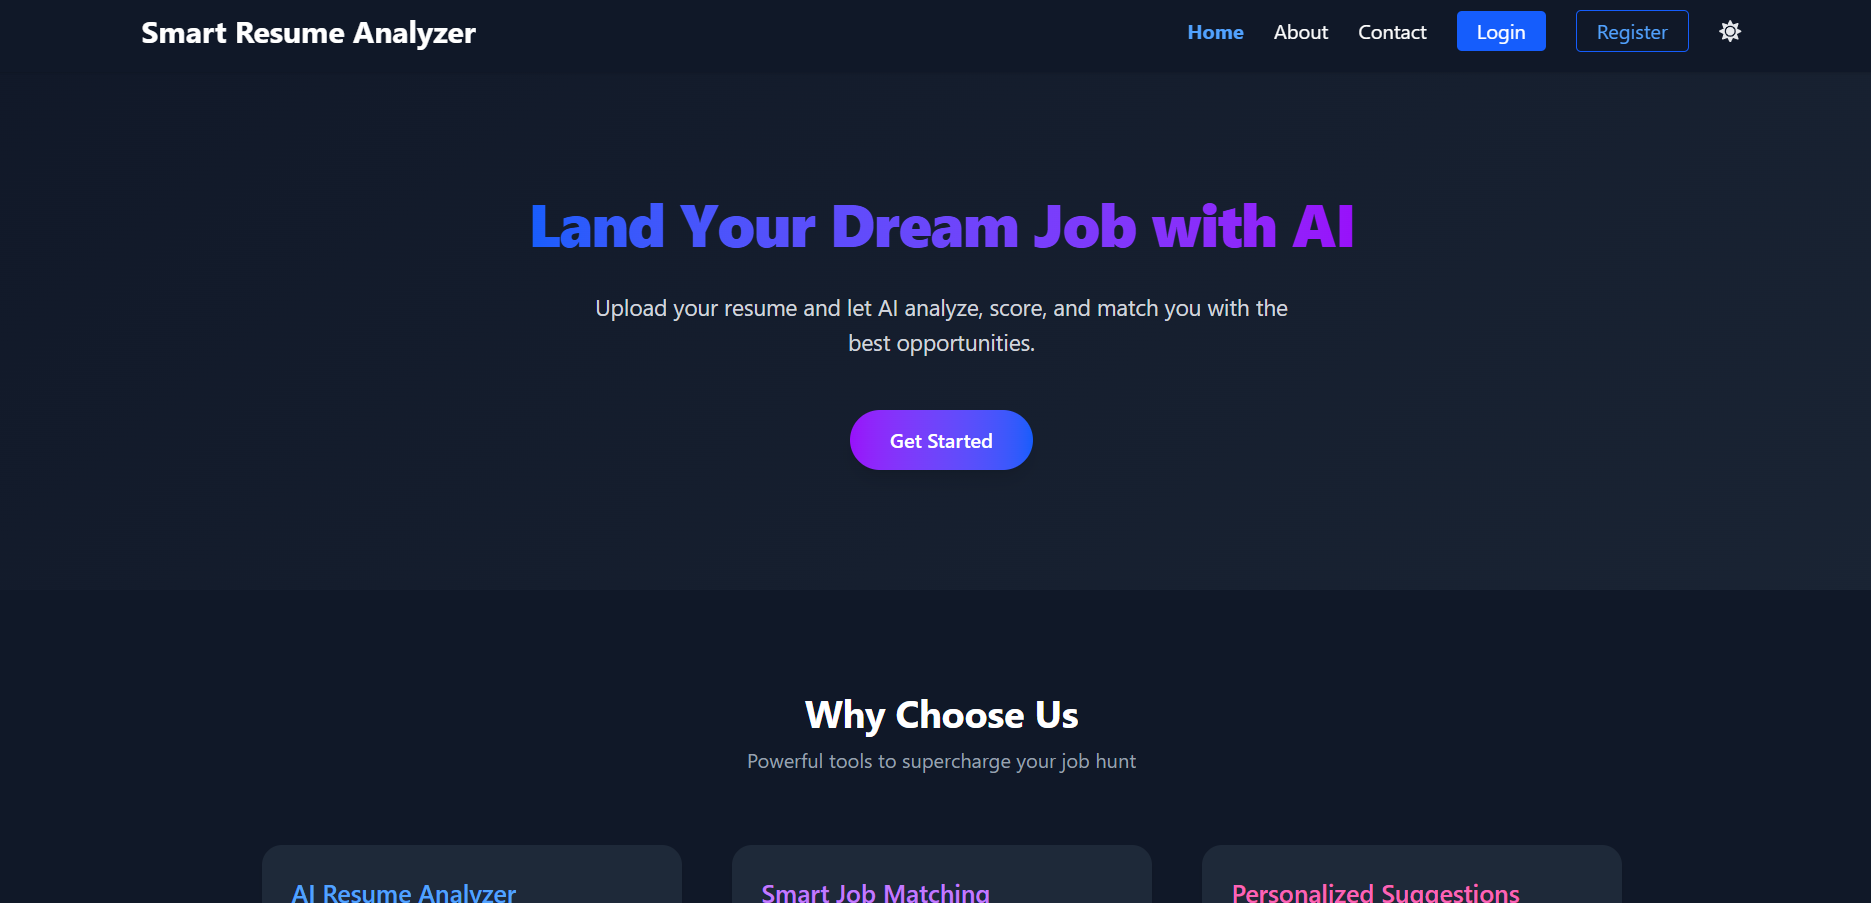 Smart Resume Analyzer
Home
About
Contact
Login
Register
Land Your Dream Job with AI
Upload your resume and let AI analyze, score, and match you with the
best opportunities.
Get Started
Why Choose Us
Powerful tools to supercharge your job hunt
AI Resume Analyzer
Smart Job Matching
Personalized Suggestions